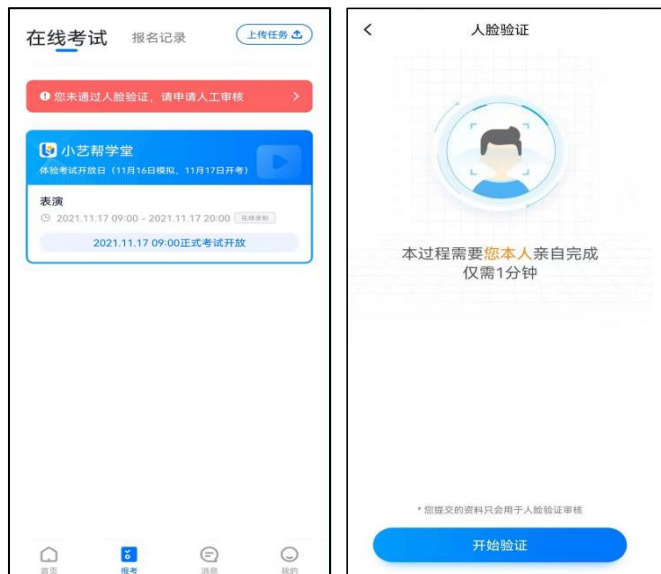 在线考试
报名记录
上传任务
您未通过人脸验证，请申请人工审核
小艺帮学堂
体验考试开放日（11月16日模拟，11月17日开考）
表演
2021.11.17 09:00 - 2021.11.17 20:00 在线录制
2021.11.17 09:00正式考试开放
首页
报考
消息
我的
人脸验证
本过程需要您本人亲自完成
仅需1分钟
*您提交的资料只会用于人脸验证审核
开始验证